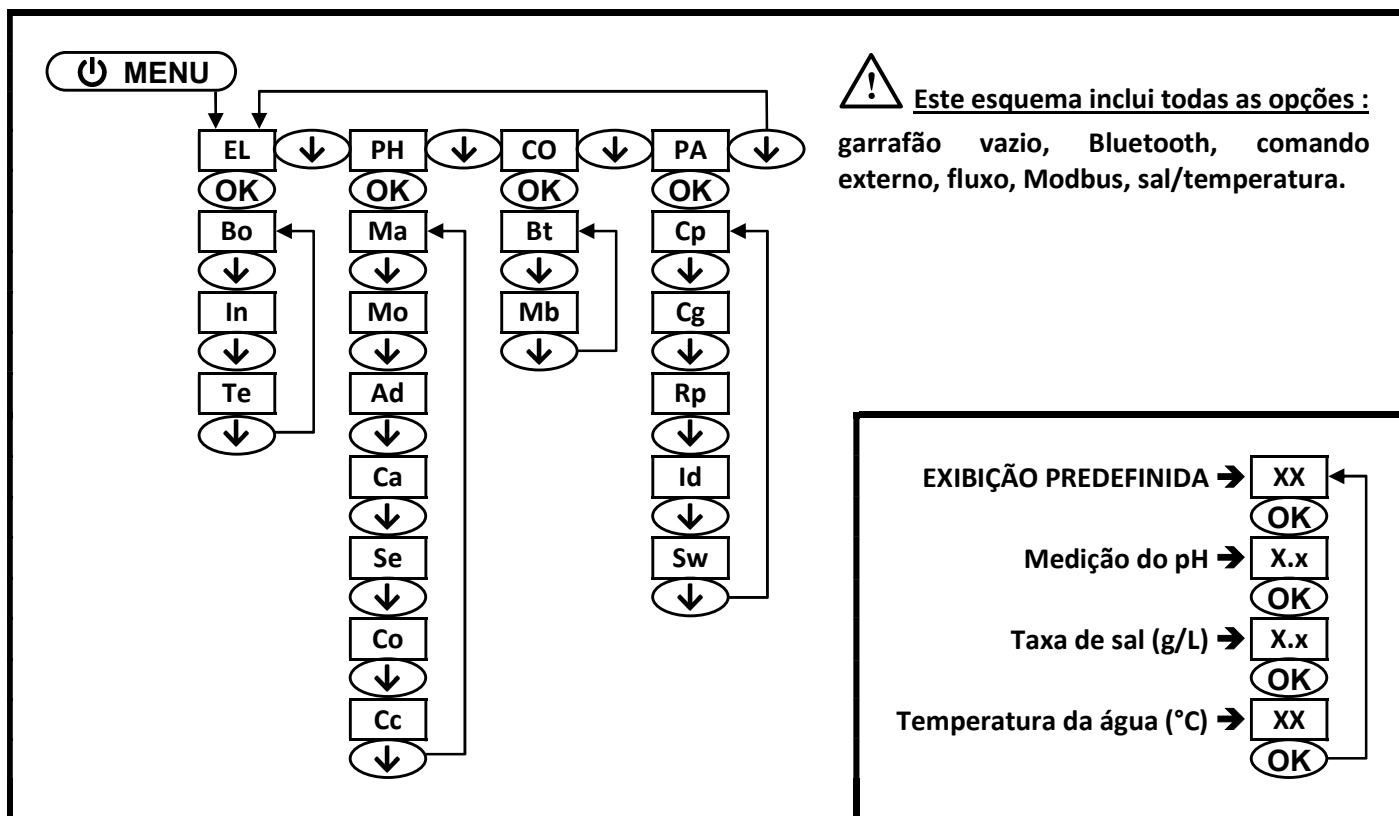 MENU
Este esquema inclui todas as opções :
garrafão vazio, Bluetooth, comando
externo, fluxo, Modbus, sal/temperatura.
EL PH CO PA
OK OK OK OK
Bo Ma Bt Cp
In Mo Mb Cg
Te Ad Rp
Ca Id
Se Sw
Co
Cc
EXIBIÇÃO PREDEFINIDA ➔ XX
OK
Medição do pH ➔ X.x
OK
Taxa de sal (g/L) ➔ X.x
OK
Temperatura da água (°C) ➔ XX
OK